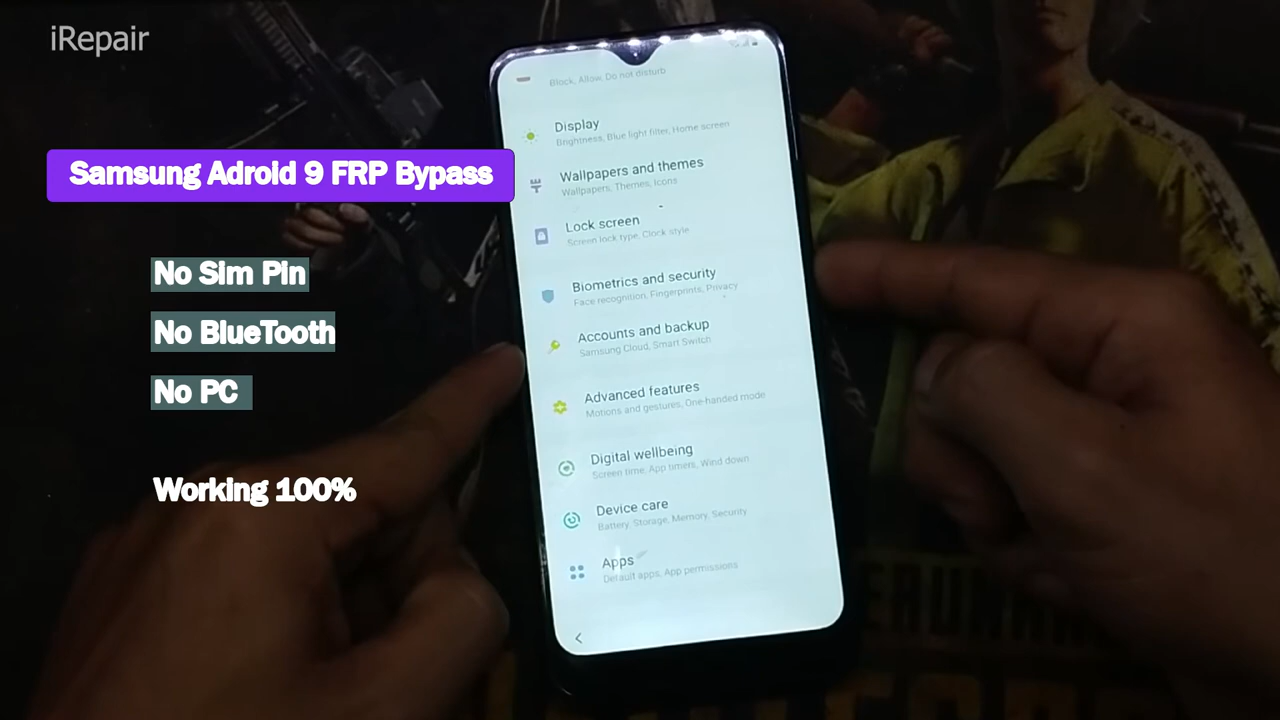 iRepair
Samsung Adroid 9 FRP Bypass
No Sim Pin
No BlueTooth
No PC
Working 100%
Block, Allow, Do not disturb
Display
Brightness, Blue light filter, Home screen
Wallpapers and themes
Wallpapers, Themes, Icons
Lock screen
Screen lock type, Clock style
Biometrics and security
Face recognition, Fingerprints, Privacy
Accounts and backup
Samsung Cloud, Smart Switch
Advanced features
Motions and gestures, One-handed mode
Digital wellbeing
Screen time, App timers, Wind down
Device care
Battery, Storage, Memory, Security
Apps
Default apps, App permissions